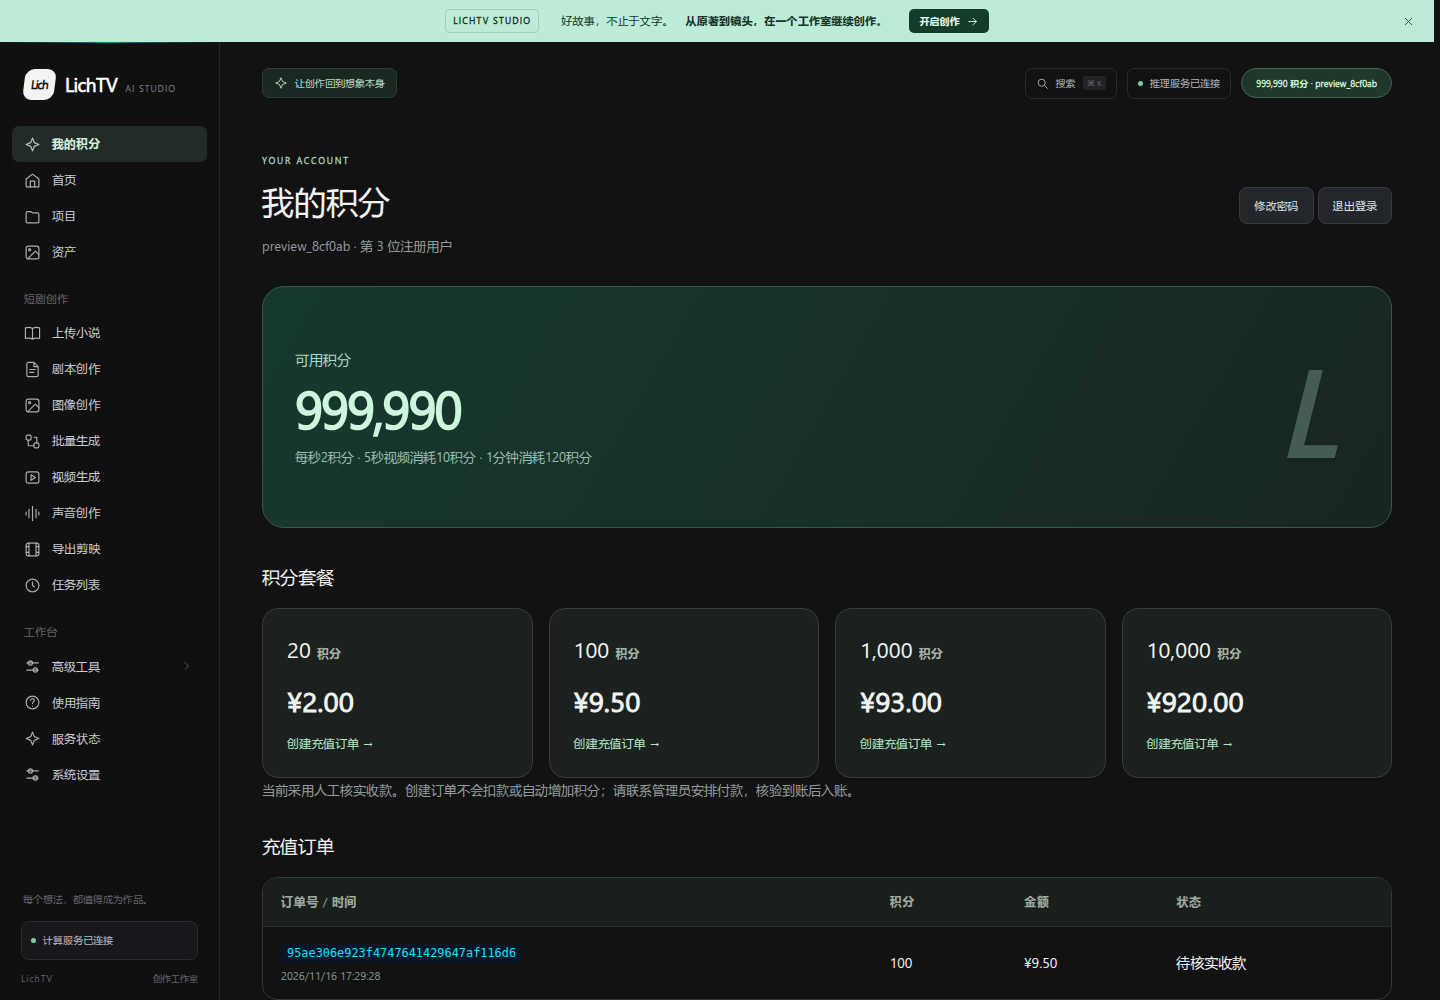 LICHTV STUDIO 好故事，不止于文字。 从原著到镜头，在一个工作室继续创作。 开启创作 →
Lich LichTV AI STUDIO
让创作回到想象本身
搜索 ⌘ K
推理服务已连接
999,990 积分 · preview_8cf0ab
我的积分
首页
项目
资产
短剧创作
上传小说
剧本创作
图像创作
批量生成
视频生成
声音创作
导出剪映
任务列表
工作台
高级工具
使用指南
服务状态
系统设置
每个想法，都值得成为作品。
计算服务已连接
LichTV 创作工作室
YOUR ACCOUNT
我的积分
修改密码 退出登录
preview_8cf0ab · 第 3 位注册用户
可用积分
999,990
每秒2积分 · 5秒视频消耗10积分 · 1分钟消耗120积分
L
积分套餐
20 积分
¥2.00
创建充值订单 →
100 积分
¥9.50
创建充值订单 →
1,000 积分
¥93.00
创建充值订单 →
10,000 积分
¥920.00
创建充值订单 →
当前采用人工核实收款。创建订单不会扣款或自动增加积分；请联系管理员安排付款，核验到账后入账。
充值订单
订单号 / 时间 积分 金额 状态
95ae306e923f4747641429647af116d6
2026/11/16 17:29:28
100 ¥9.50 待核实收款